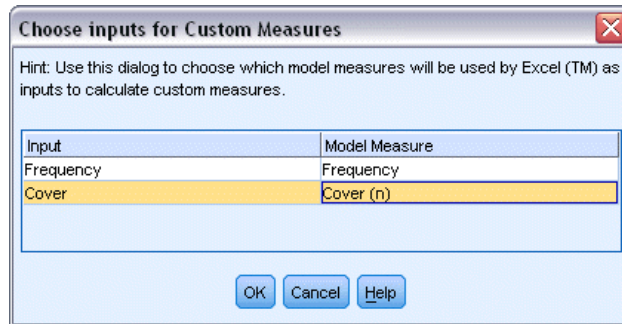 Choose inputs for Custom Measures
Hint: Use this dialog to choose which model measures will be used by Excel (TM) as
inputs to calculate custom measures.
Input Model Measure
Frequency Frequency
Cover Cover (n)
OK Cancel Help